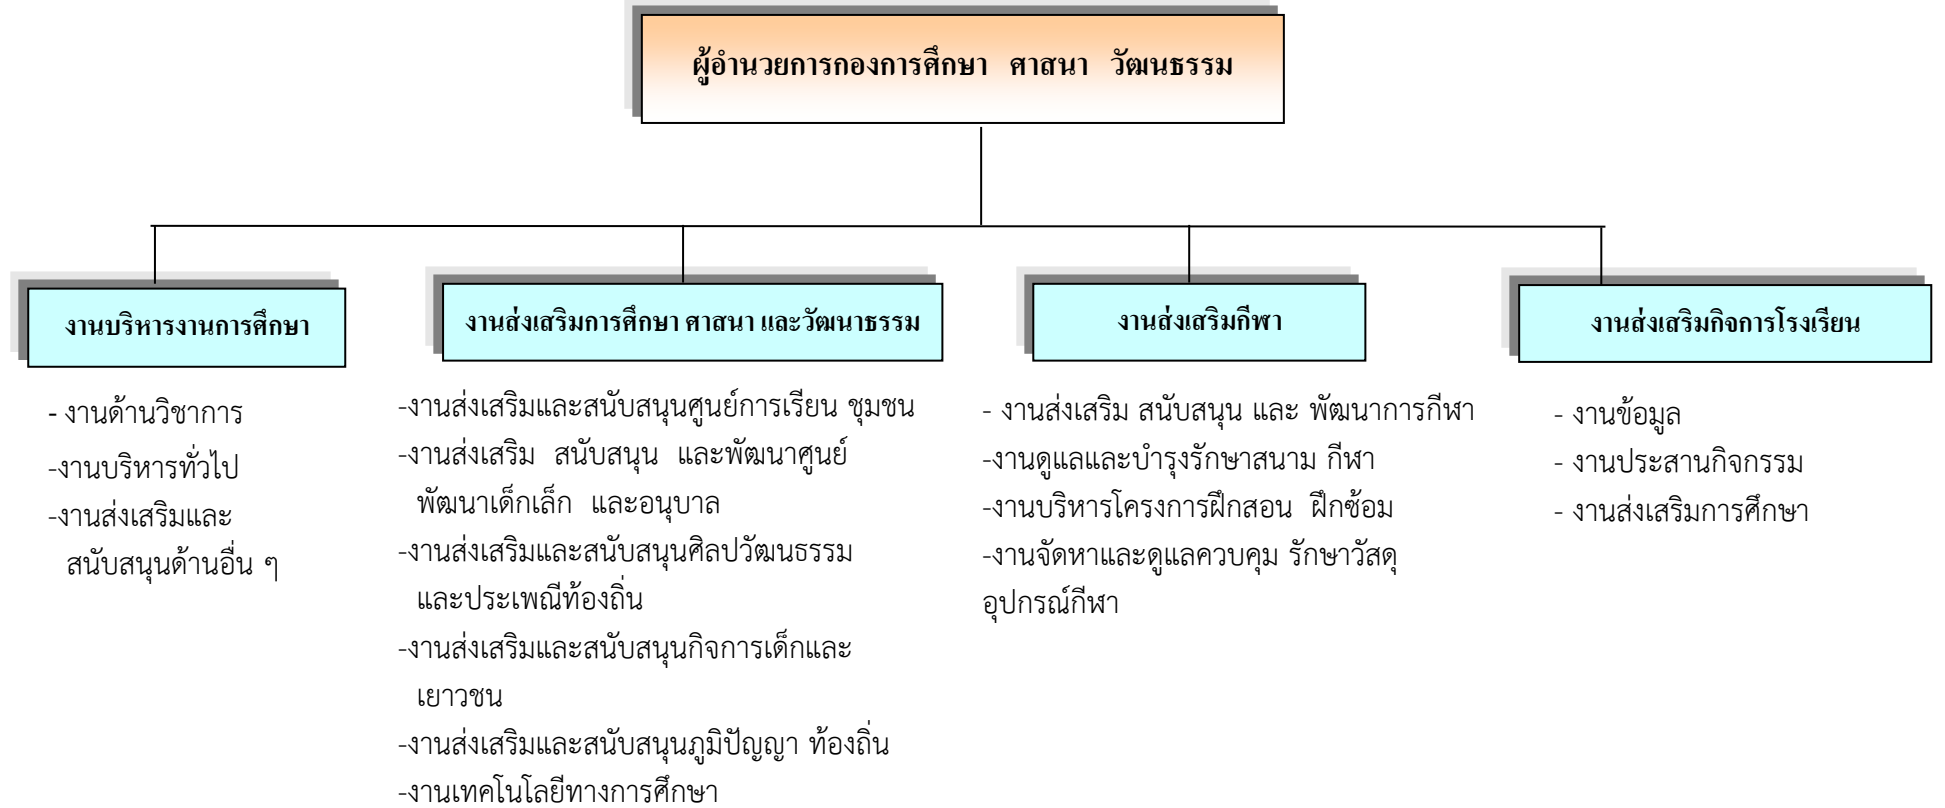 ผู้อำนวยการกองการศึกษา ศาสนา วัฒนธรรม
งานบริหารงานการศึกษา
- งานด้านวิชาการ
-งานบริหารทั่วไป
-งานส่งเสริมและ
สนับสนุนด้านอื่น ๆ
งานส่งเสริมการศึกษา ศาสนา และวัฒนาธรรม
-งานส่งเสริมและสนับสนุนศูนย์การเรียน ชุมชน
-งานส่งเสริม สนับสนุน และพัฒนาศูนย์
พัฒนาเด็กเล็ก และอนุบาล
-งานส่งเสริมและสนับสนุนศิลปวัฒนธรรม
และประเพณีท้องถิ่น
-งานส่งเสริมและสนับสนุนกิจการเด็กและ
เยาวชน
-งานส่งเสริมและสนับสนุนภูมิปัญญา ท้องถิ่น
-งานเทคโนโลยีทางการศึกษา
งานส่งเสริมกีฬา
- งานส่งเสริม สนับสนุน และ พัฒนาการกีฬา
-งานดูแลและบำรุงรักษาสนาม กีฬา
-งานบริหารโครงการฝึกสอน ฝึกซ้อม
-งานจัดหาและดูแลควบคุม รักษาวัสดุ
อุปกรณ์กีฬา
งานส่งเสริมกิจการโรงเรียน
- งานข้อมูล
- งานประสานกิจกรรม
- งานส่งเสริมการศึกษา